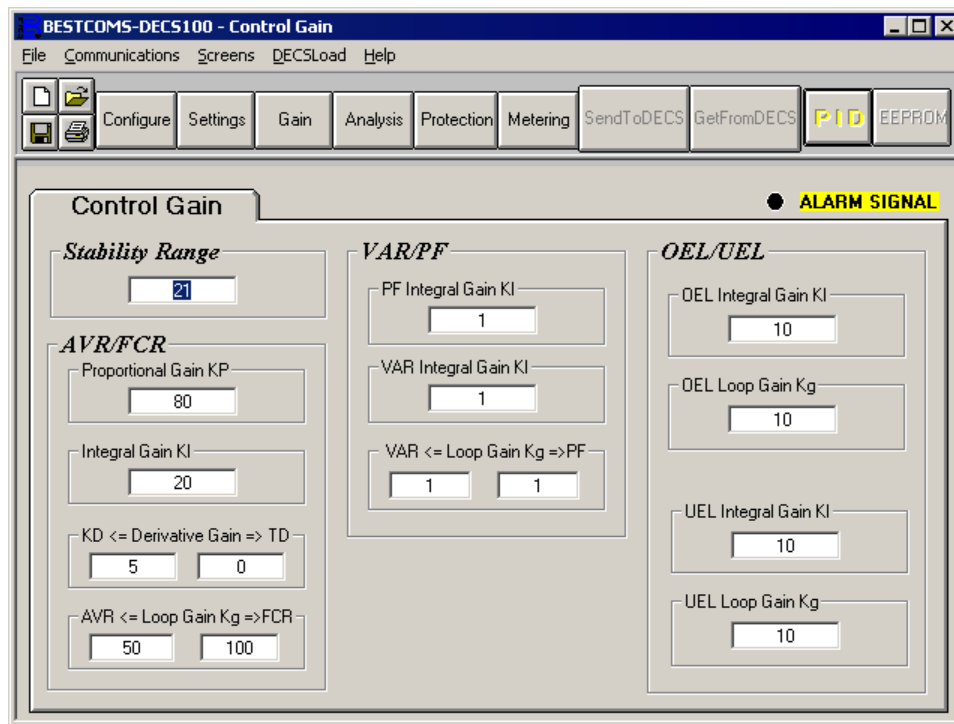 BESTCOMS-DECS100 - Control Gain
File Communications Screens DECSLoad Help
Configure Settings Gain Analysis Protection Metering SendToDECS GetFromDECS PID EEPROM
Control Gain
ALARM SIGNAL
Stability Range
21
AVR/FCR
Proportional Gain KP
80
Integral Gain KI
20
KD <= Derivative Gain => TD
5 0
AVR <= Loop Gain Kg =>FCR
50 100
VAR/PF
PF Integral Gain KI
1
VAR Integral Gain KI
1
VAR <= Loop Gain Kg =>PF
1 1
OEL/UEL
OEL Integral Gain KI
10
OEL Loop Gain Kg
10
UEL Integral Gain KI
10
UEL Loop Gain Kg
10